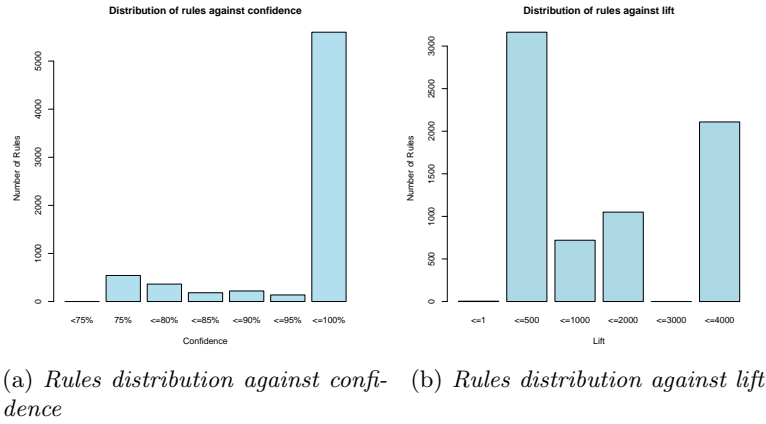 Distribution of rules against confidence
Number of Rules
5000
4000
3000
2000
1000
0
<75% 75% <=80% <=85% <=90% <=95% <=100%
Confidence
(a) Rules distribution against confi-
dence
Distribution of rules against lift
Number of Rules
3000
2500
2000
1500
1000
500
0
<=1 <=500 <=1000 <=2000 <=3000 <=4000
Lift
(b) Rules distribution against lift